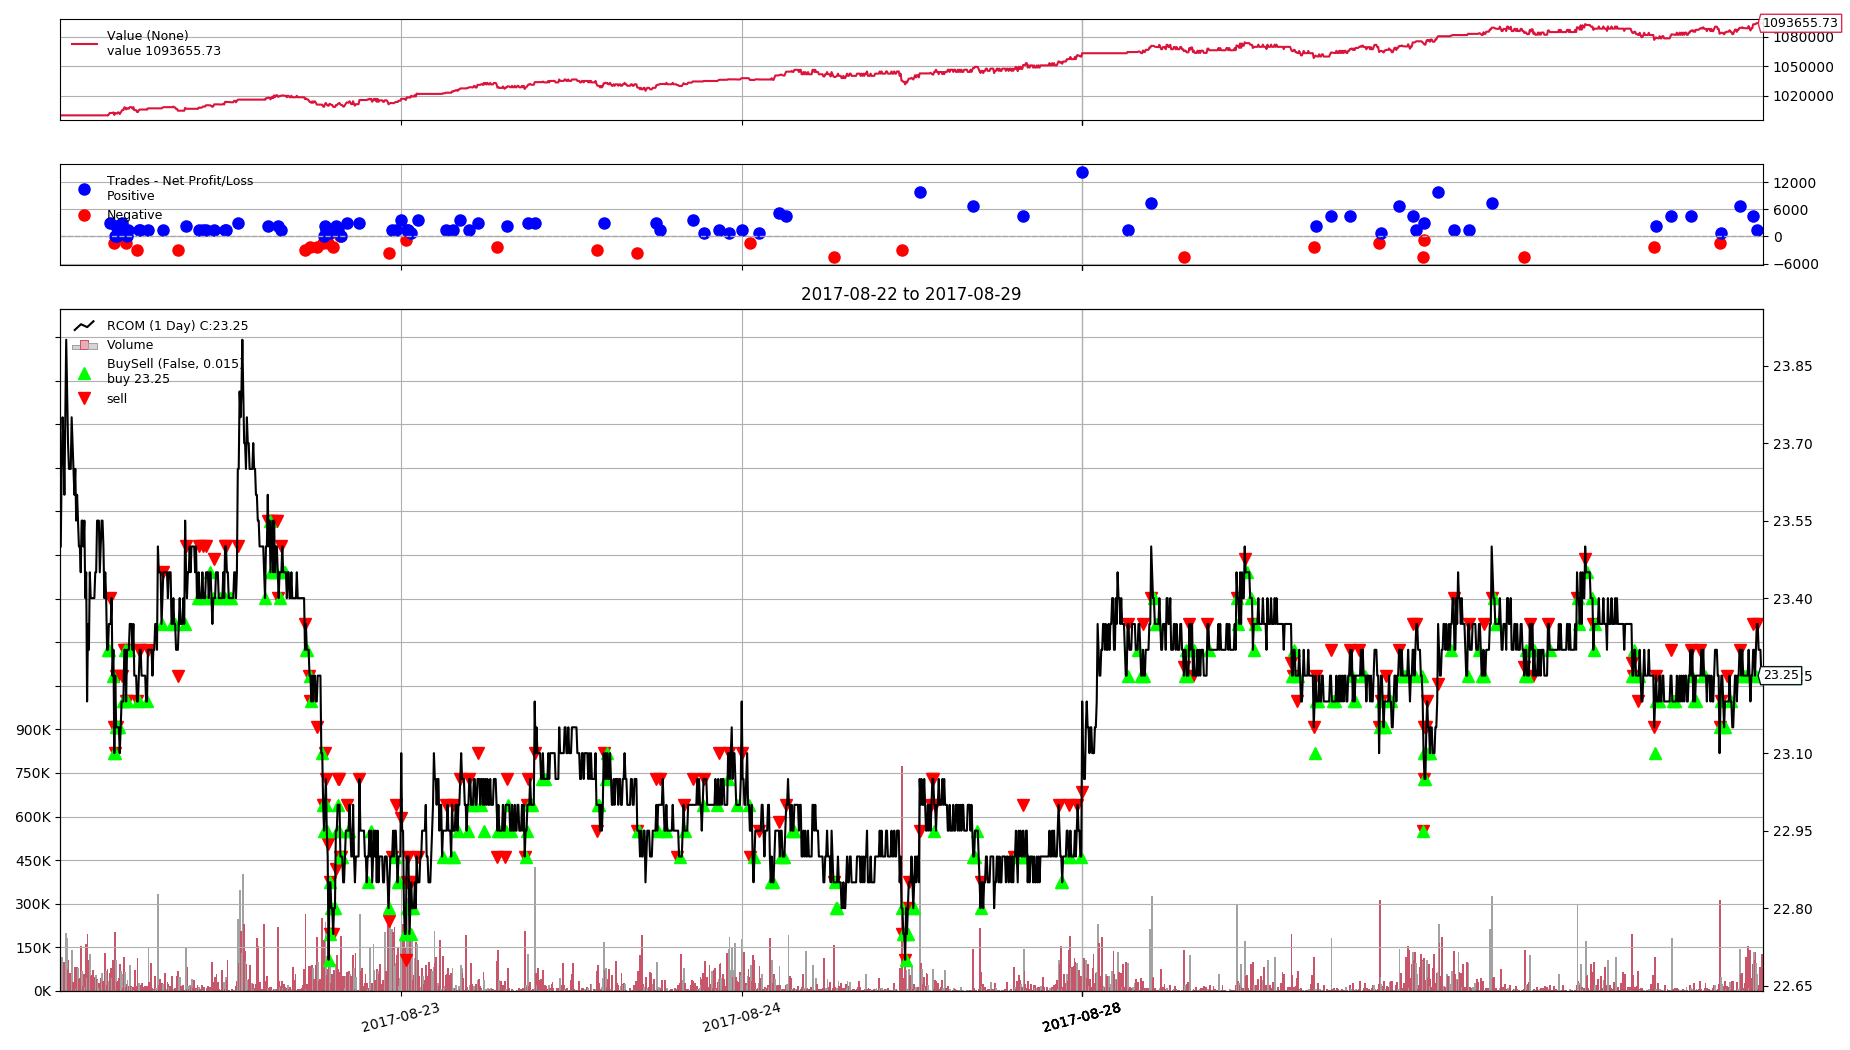 Value (None)
value 1093655.73
1093655.73
1080000
1050000
1020000
Trades - Net Profit/Loss
Positive
Negative
12000
6000
0
−6000
2017-08-22 to 2017-08-29
RCOM (1 Day) C:23.25
Volume
BuySell (False, 0.015)
buy 23.25
sell
23.85
23.70
23.55
23.40
23.25
5
23.10
22.95
22.80
22.65
900K
750K
600K
450K
300K
150K
0K
2017-08-23
2017-08-24
2017-08-28